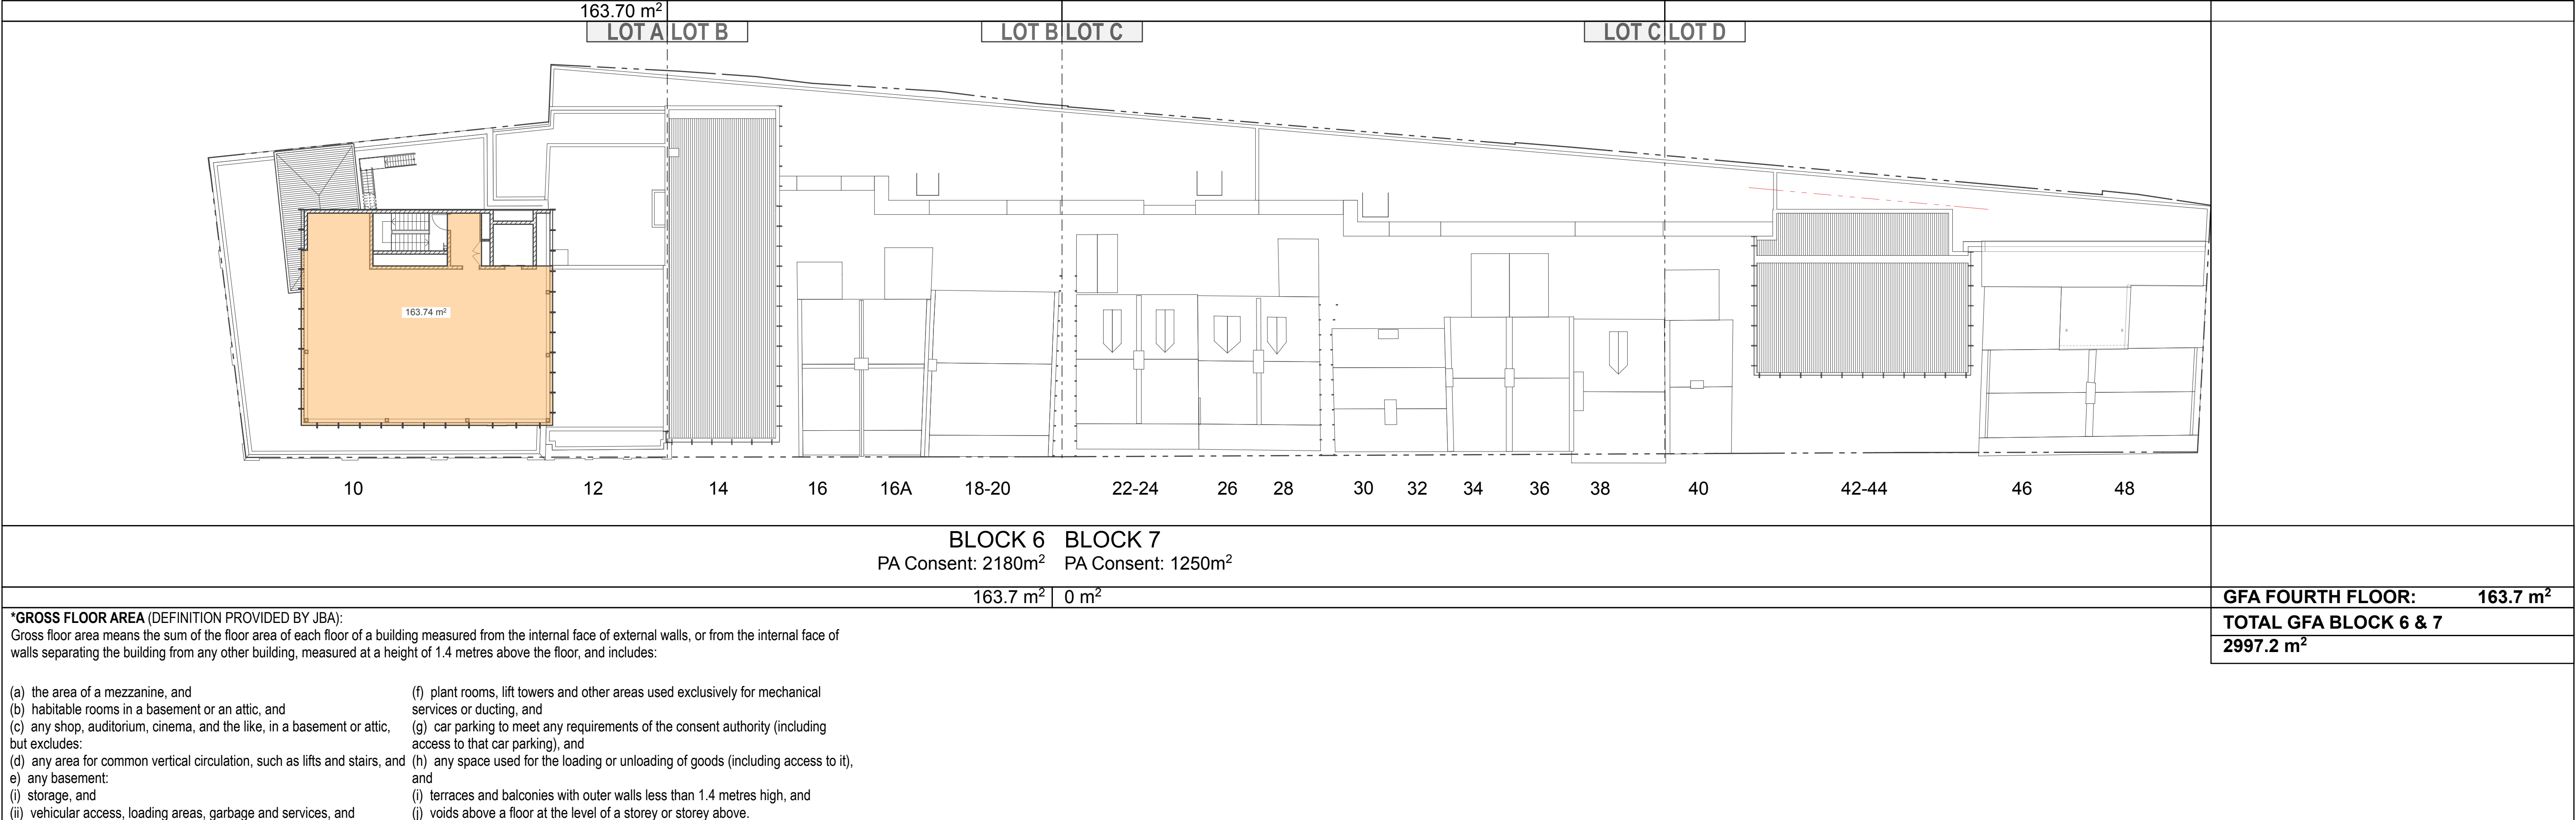 163.70 m²
LOT A LOT B
LOT B LOT C
LOT C LOT D
163.74 m²
10 12 14 16 16A 18-20 22-24 26 28 30 32 34 36 38 40 42-44 46 48
BLOCK 6 BLOCK 7
PA Consent: 2180m² PA Consent: 1250m²
163.7 m² 0 m²
GFA FOURTH FLOOR: 163.7 m²
TOTAL GFA BLOCK 6 & 7
2997.2 m²
*GROSS FLOOR AREA (DEFINITION PROVIDED BY JBA):
Gross floor area means the sum of the floor area of each floor of a building measured from the internal face of external walls, or from the internal face of
walls separating the building from any other building, measured at a height of 1.4 metres above the floor, and includes:
(a) the area of a mezzanine, and
(b) habitable rooms in a basement or an attic, and
(c) any shop, auditorium, cinema, and the like, in a basement or attic,
but excludes:
(d) any area for common vertical circulation, such as lifts and stairs, and
e) any basement:
(i) storage, and
(ii) vehicular access, loading areas, garbage and services, and
(f) plant rooms, lift towers and other areas used exclusively for mechanical
services or ducting, and
(g) car parking to meet any requirements of the consent authority (including
access to that car parking), and
(h) any space used for the loading or unloading of goods (including access to it),
and
(i) terraces and balconies with outer walls less than 1.4 metres high, and
(j) voids above a floor at the level of a storey or storey above.